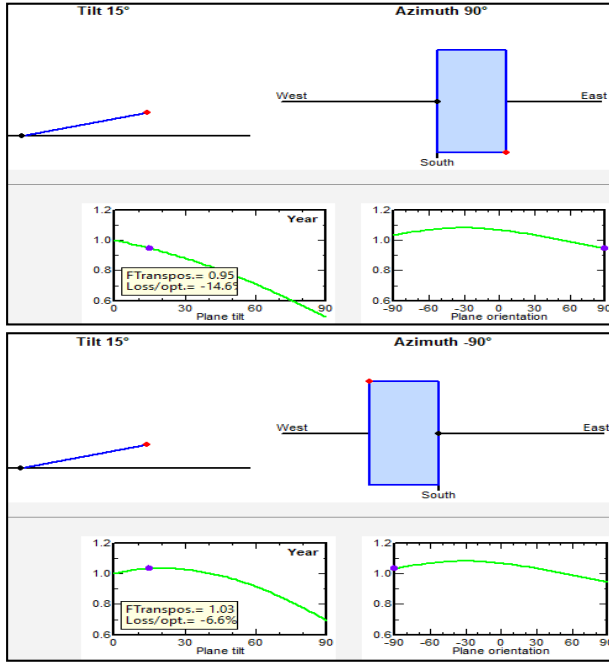 Tilt 15° Azimuth 90°
West East
South
1.2 Year 1.2
1.0 1.0
0.8 0.8
FTranspos.= 0.95
Loss/opt.= -14.6%
0.6 0.6
0 30 60 90 -90 -60 -30 0 30 60 90
Plane tilt Plane orientation
Tilt 15° Azimuth -90°
West East
South
1.2 Year 1.2
1.0 1.0
0.8 0.8
FTranspos.= 1.03
Loss/opt.= -6.6%
0.6 0.6
0 30 60 90 -90 -60 -30 0 30 60 90
Plane tilt Plane orientation